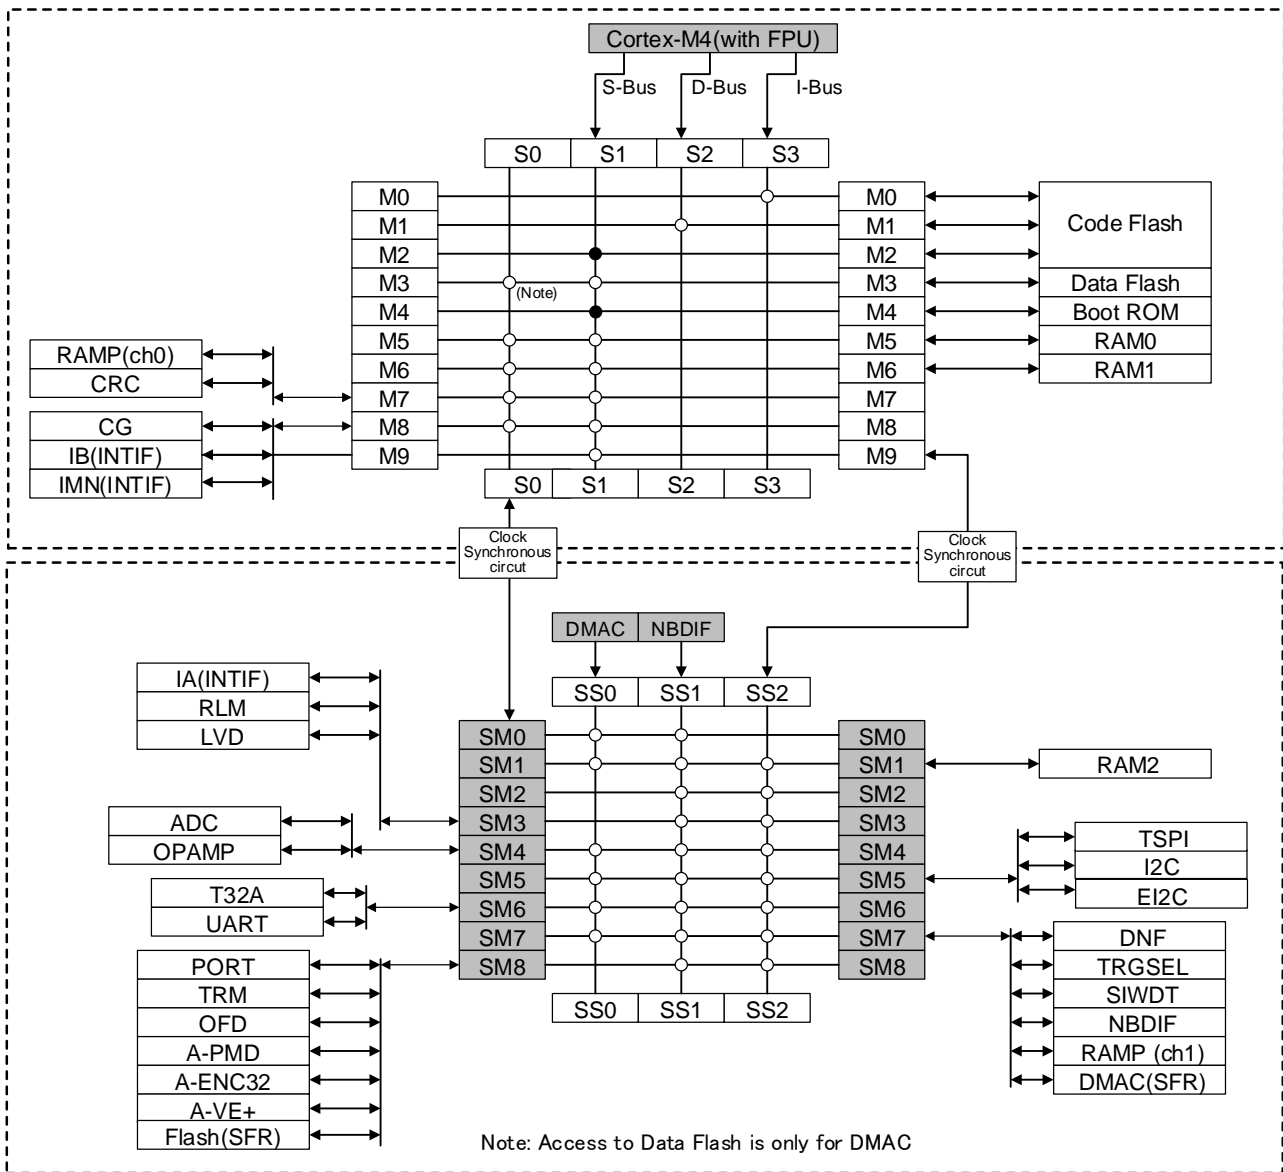 Cortex-M4(with FPU)
S-Bus D-Bus I-Bus
S0 S1 S2 S3
M0 M0
M1 M1 Code Flash
M2 M2
M3 (Note) M3 Data Flash
M4 M4 Boot ROM
RAMP(ch0) M5 M5 RAM0
CRC M6 M6 RAM1
M7 M7
CG M8 M8
IB(INTIF) M9 M9
IMN(INTIF) S0 S1 S2 S3
Clock
Synchronous
circut
Clock
Synchronous
circut
DMAC NBDIF
IA(INTIF) SS0 SS1 SS2
RLM
LVD SM0 SM0
SM1 SM1 RAM2
SM2 SM2
ADC SM3 SM3
OPAMP SM4 SM4 TSPI
SM5 SM5 I2C
T32A EI2C
UART SM6 SM6
SM7 SM7 DNF
PORT SM8 SM8 TRGSEL
TRM SIWDT
OFD SS0 SS1 SS2 NBDIF
A-PMD RAMP (ch1)
A-ENC32 DMAC(SFR)
A-VE+
Flash(SFR)
Note: Access to Data Flash is only for DMAC